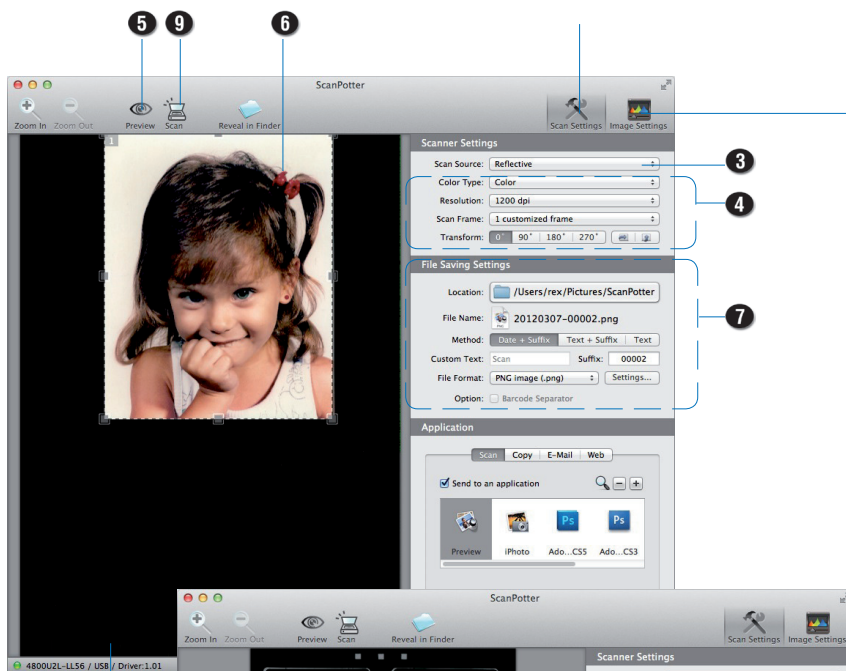 5 9 6
ScanPotter
Zoom In Zoom Out Preview Scan Reveal in Finder Scan Settings Image Settings
1
Scanner Settings
Scan Source: Reflective 3
Color Type: Color
Resolution: 1200 dpi 4
Scan Frame: 1 customized frame
Transform: 0° 90° 180° 270°
File Saving Settings
Location: /Users/rex/Pictures/ScanPotter
File Name: 20120307-00002.png 7
Method: Date + Suffix Text + Suffix Text
Custom Text: Scan Suffix: 00002
File Format: PNG image (.png) Settings...
Option: Barcode Separator
Application
Scan Copy E-Mail Web
Send to an application
Ps Ps
Preview iPhoto Ado...CS5 Ado...CS3
ScanPotter
Zoom In Zoom Out Preview Scan Reveal in Finder Scan Settings Image Settings
Scanner Settings
4800U2L-LL56 / USB / Driver:1.01